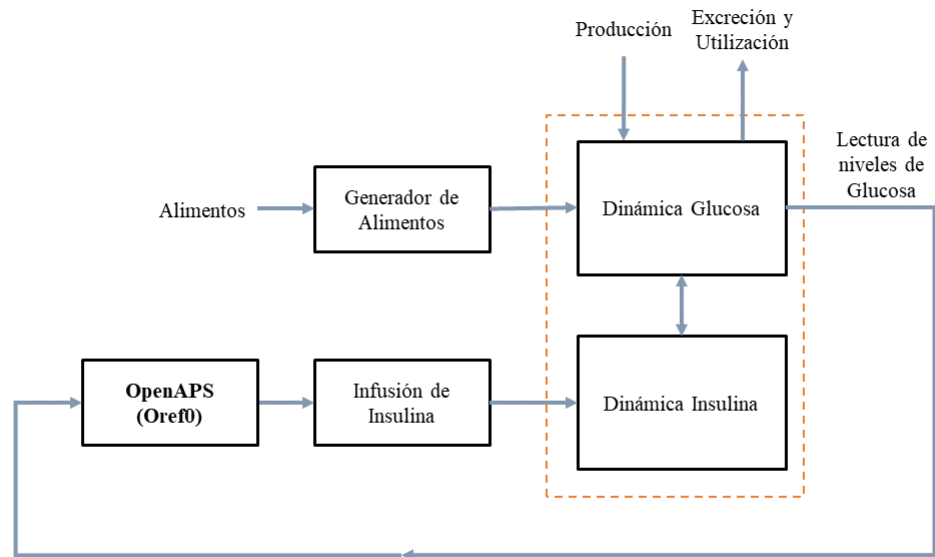 Producción
Excreción y
Utilización
Lectura de
niveles de
Glucosa
Alimentos
Generador de
Alimentos
Dinámica Glucosa
OpenAPS
(Oref0)
Infusión de
Insulina
Dinámica Insulina